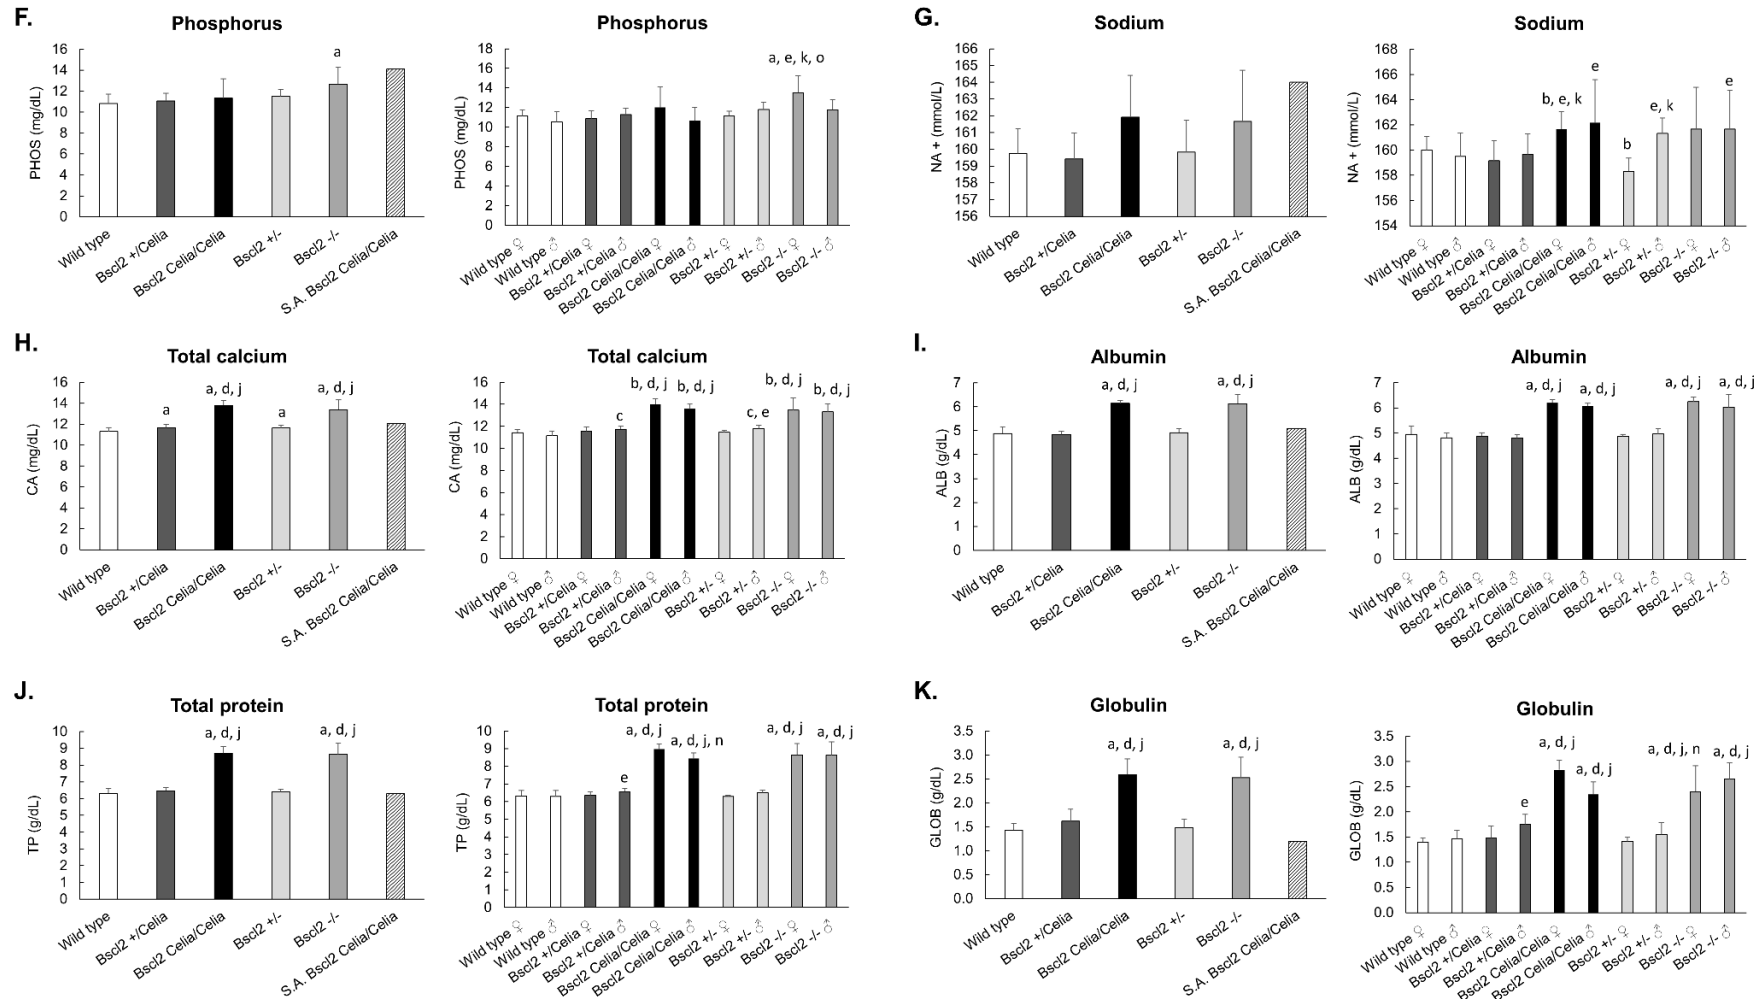 F.
Phosphorus
PHOS (mg/dL)
16
14
12
10
8
6
4
2
0
a
Wild type
Bscl2 +/Celia
Bscl2 Celia/Celia
Bscl2 +/-
Bscl2 -/-
S.A. Bscl2 Celia/Celia
Phosphorus
PHOS (mg/dL)
18
16
14
12
10
8
6
4
2
0
a, e, k, o
Wild type ♀
Wild type ♂
Bscl2 +/Celia ♀
Bscl2 +/Celia ♂
Bscl2 Celia/Celia ♀
Bscl2 Celia/Celia ♂
Bscl2 +/- ♀
Bscl2 +/- ♂
Bscl2 -/- ♀
Bscl2 -/- ♂
G.
Sodium
NA + (mmol/L)
166
165
164
163
162
161
160
159
158
157
156
Wild type
Bscl2 +/Celia
Bscl2 Celia/Celia
Bscl2 +/-
Bscl2 -/-
S.A. Bscl2 Celia/Celia
Sodium
NA + (mmol/L)
168
166
164
162
160
158
156
154
b, e, k
e
b
e, k
e
Wild type ♀
Wild type ♂
Bscl2 +/Celia ♀
Bscl2 +/Celia ♂
Bscl2 Celia/Celia ♀
Bscl2 Celia/Celia ♂
Bscl2 +/- ♀
Bscl2 +/- ♂
Bscl2 -/- ♀
Bscl2 -/- ♂
H.
Total calcium
CA (mg/dL)
16
14
12
10
8
6
4
2
0
a
a, d, j
a
a, d, j
Wild type
Bscl2 +/Celia
Bscl2 Celia/Celia
Bscl2 +/-
Bscl2 -/-
S.A. Bscl2 Celia/Celia
Total calcium
CA (mg/dL)
16
14
12
10
8
6
4
2
0
c
b, d, j
b, d, j
c, e
b, d, j
b, d, j
Wild type ♀
Wild type ♂
Bscl2 +/Celia ♀
Bscl2 +/Celia ♂
Bscl2 Celia/Celia ♀
Bscl2 Celia/Celia ♂
Bscl2 +/- ♀
Bscl2 +/- ♂
Bscl2 -/- ♀
Bscl2 -/- ♂
I.
Albumin
ALB (g/dL)
7
6
5
4
3
2
1
0
a, d, j
a, d, j
Wild type
Bscl2 +/Celia
Bscl2 Celia/Celia
Bscl2 +/-
Bscl2 -/-
S.A. Bscl2 Celia/Celia
Albumin
ALB (g/dL)
7
6
5
4
3
2
1
0
a, d, j
a, d, j
a, d, j
a, d, j
Wild type ♀
Wild type ♂
Bscl2 +/Celia ♀
Bscl2 +/Celia ♂
Bscl2 Celia/Celia ♀
Bscl2 Celia/Celia ♂
Bscl2 +/- ♀
Bscl2 +/- ♂
Bscl2 -/- ♀
Bscl2 -/- ♂
J.
Total protein
TP (g/dL)
10
9
8
7
6
5
4
3
2
1
0
a, d, j
a, d, j
Wild type
Bscl2 +/Celia
Bscl2 Celia/Celia
Bscl2 +/-
Bscl2 -/-
S.A. Bscl2 Celia/Celia
Total protein
TP (g/dL)
10
9
8
7
6
5
4
3
2
1
0
e
a, d, j
a, d, j, n
a, d, j
a, d, j
Wild type ♀
Wild type ♂
Bscl2 +/Celia ♀
Bscl2 +/Celia ♂
Bscl2 Celia/Celia ♀
Bscl2 Celia/Celia ♂
Bscl2 +/- ♀
Bscl2 +/- ♂
Bscl2 -/- ♀
Bscl2 -/- ♂
K.
Globulin
GLOB (g/dL)
3.5
3.0
2.5
2.0
1.5
1.0
0.5
0.0
a, d, j
a, d, j
Wild type
Bscl2 +/Celia
Bscl2 Celia/Celia
Bscl2 +/-
Bscl2 -/-
S.A. Bscl2 Celia/Celia
Globulin
GLOB (g/dL)
3.5
3.0
2.5
2.0
1.5
1.0
0.5
0.0
e
a, d, j
a, d, j
a, d, j, n
a, d, j
Wild type ♀
Wild type ♂
Bscl2 +/Celia ♀
Bscl2 +/Celia ♂
Bscl2 Celia/Celia ♀
Bscl2 Celia/Celia ♂
Bscl2 +/- ♀
Bscl2 +/- ♂
Bscl2 -/- ♀
Bscl2 -/- ♂